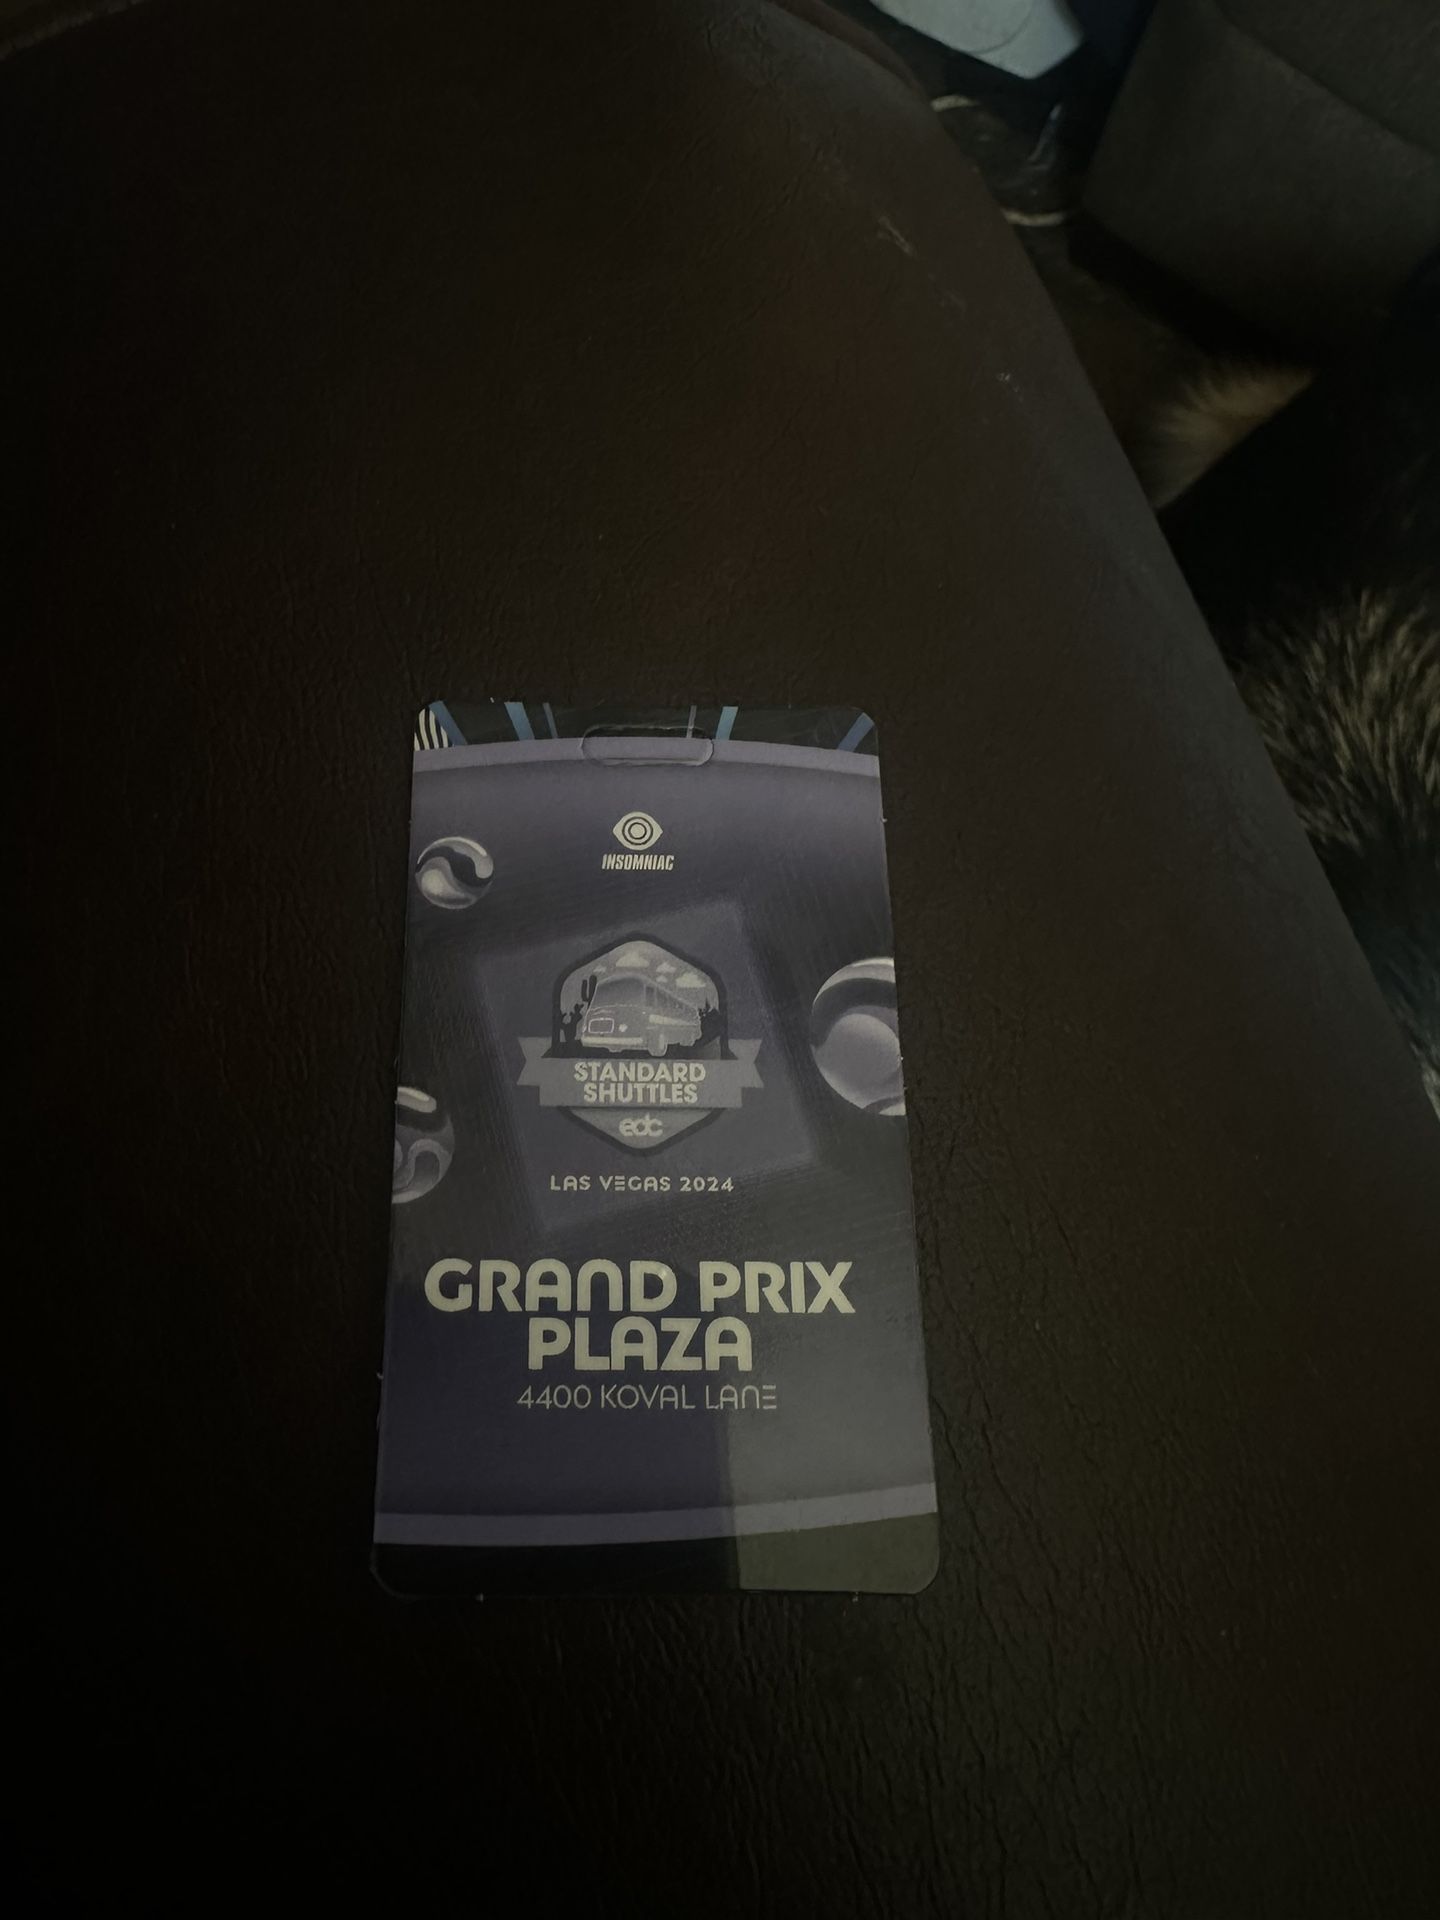 INSOMNIAC
STANDARD
SHUTTLES
edc
LAS VEGAS 2024
GRAND PRIX
PLAZA
4400 KOVAL LANE